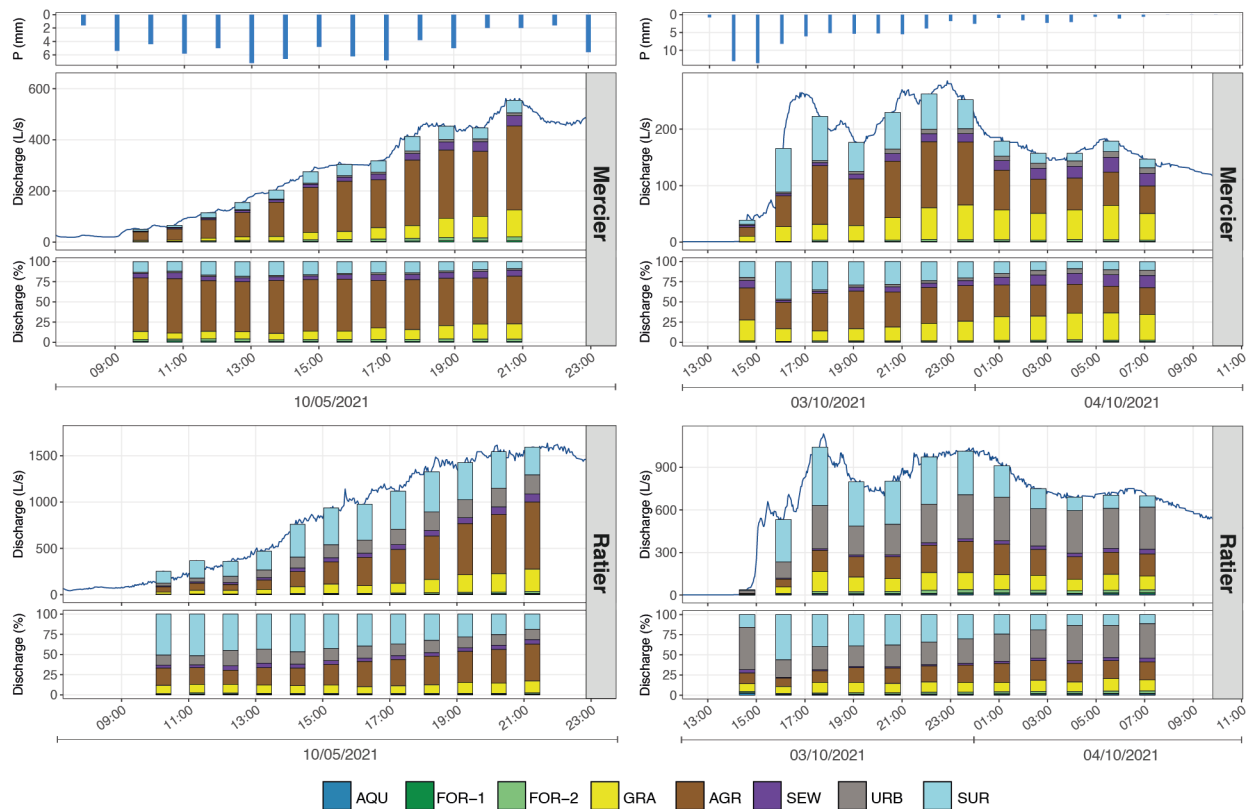 P (mm)
0
2
4
6
P (mm)
0
5
10
Discharge (L/s)
600
400
200
0
Mercier
Discharge (L/s)
200
100
0
Mercier
Discharge (%)
100
75
50
25
0
Discharge (%)
100
75
50
25
0
09:00 11:00 13:00 15:00 17:00 19:00 21:00 23:00
10/05/2021
13:00 15:00 17:00 19:00 21:00 23:00 01:00 03:00 05:00 07:00 09:00 11:00
03/10/2021 04/10/2021
Discharge (L/s)
1500
1000
500
0
Ratier
Discharge (L/s)
900
600
300
0
Ratier
Discharge (%)
100
75
50
25
0
Discharge (%)
100
75
50
25
0
09:00 11:00 13:00 15:00 17:00 19:00 21:00 23:00
10/05/2021
13:00 15:00 17:00 19:00 21:00 23:00 01:00 03:00 05:00 07:00 09:00 11:00
03/10/2021 04/10/2021
AQU FOR-1 FOR-2 GRA AGR SEW URB SUR